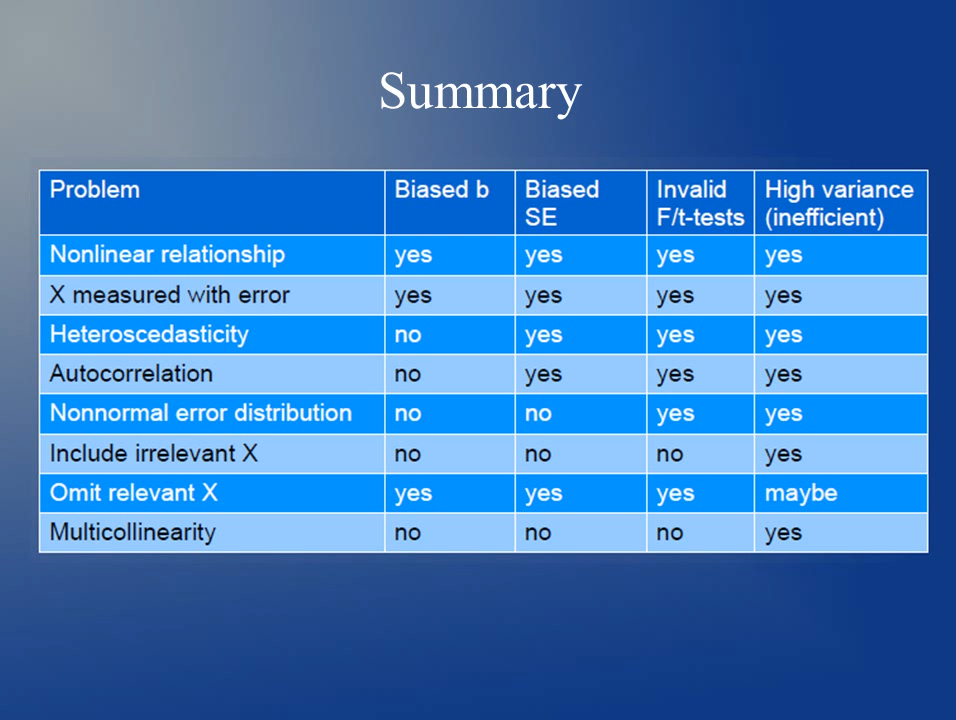 Summary
Problem Biased b Biased SE Invalid F/t-tests High variance (inefficient)
Nonlinear relationship yes yes yes yes
X measured with error yes yes yes yes
Heteroscedasticity no yes yes yes
Autocorrelation no yes yes yes
Nonnormal error distribution no no yes yes
Include irrelevant X no no no yes
Omit relevant X yes yes yes maybe
Multicollinearity no no no yes